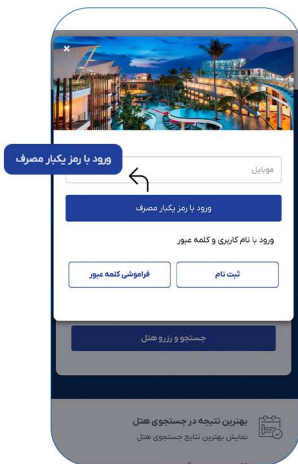 ×
ورود با رمز یکبار مصرف
موبایل
ورود با رمز یکبار مصرف
ورود با نام کاربری و کلمه عبور
ثبت نام
فراموشی کلمه عبور
جستجو و رزرو هتل
بهترین نتیجه در جستجوی هتل
نمایش بهترین نتایج جستجوی هتل